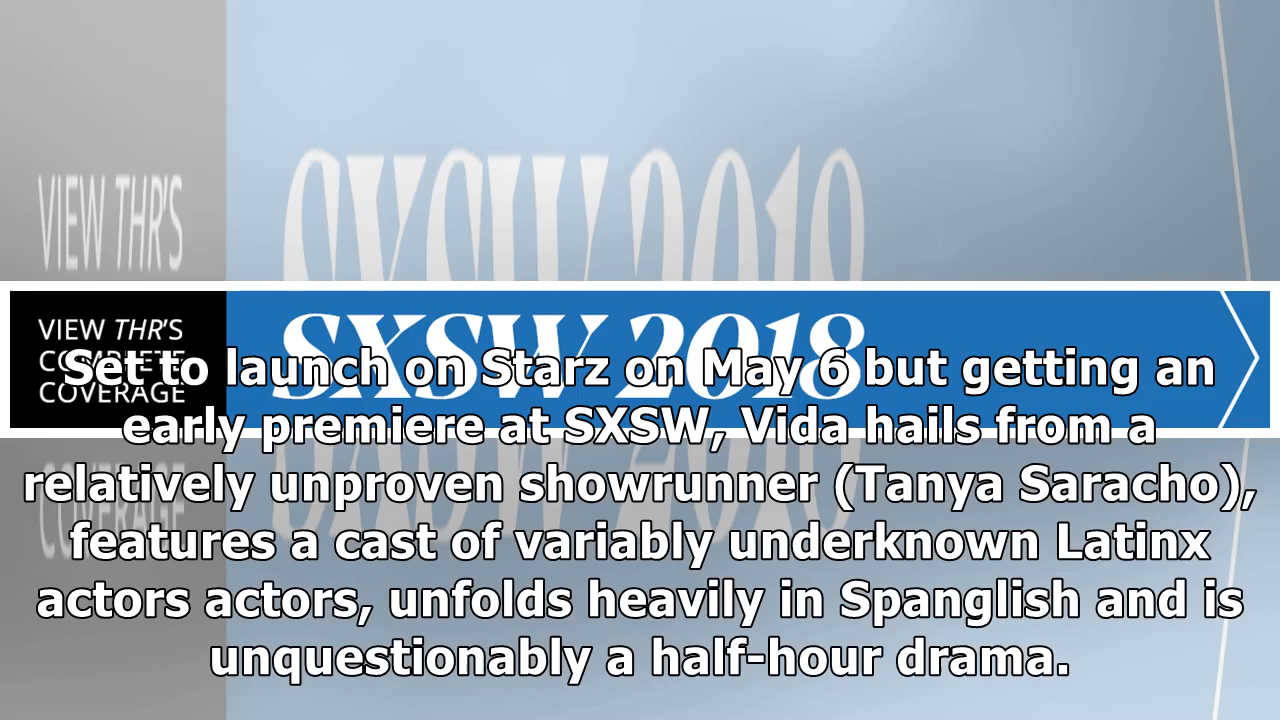 VIEW THR'S
SXSW 2018
VIEW THR'S
COMPLETE
COVERAGE
SXSW 2018
Set to launch on Starz on May 6 but getting an
early premiere at SXSW, Vida hails from a
relatively unproven showrunner (Tanya Saracho),
features a cast of variably underknown Latinx
actors actors, unfolds heavily in Spanglish and is
unquestionably a half-hour drama.
COVERAGE